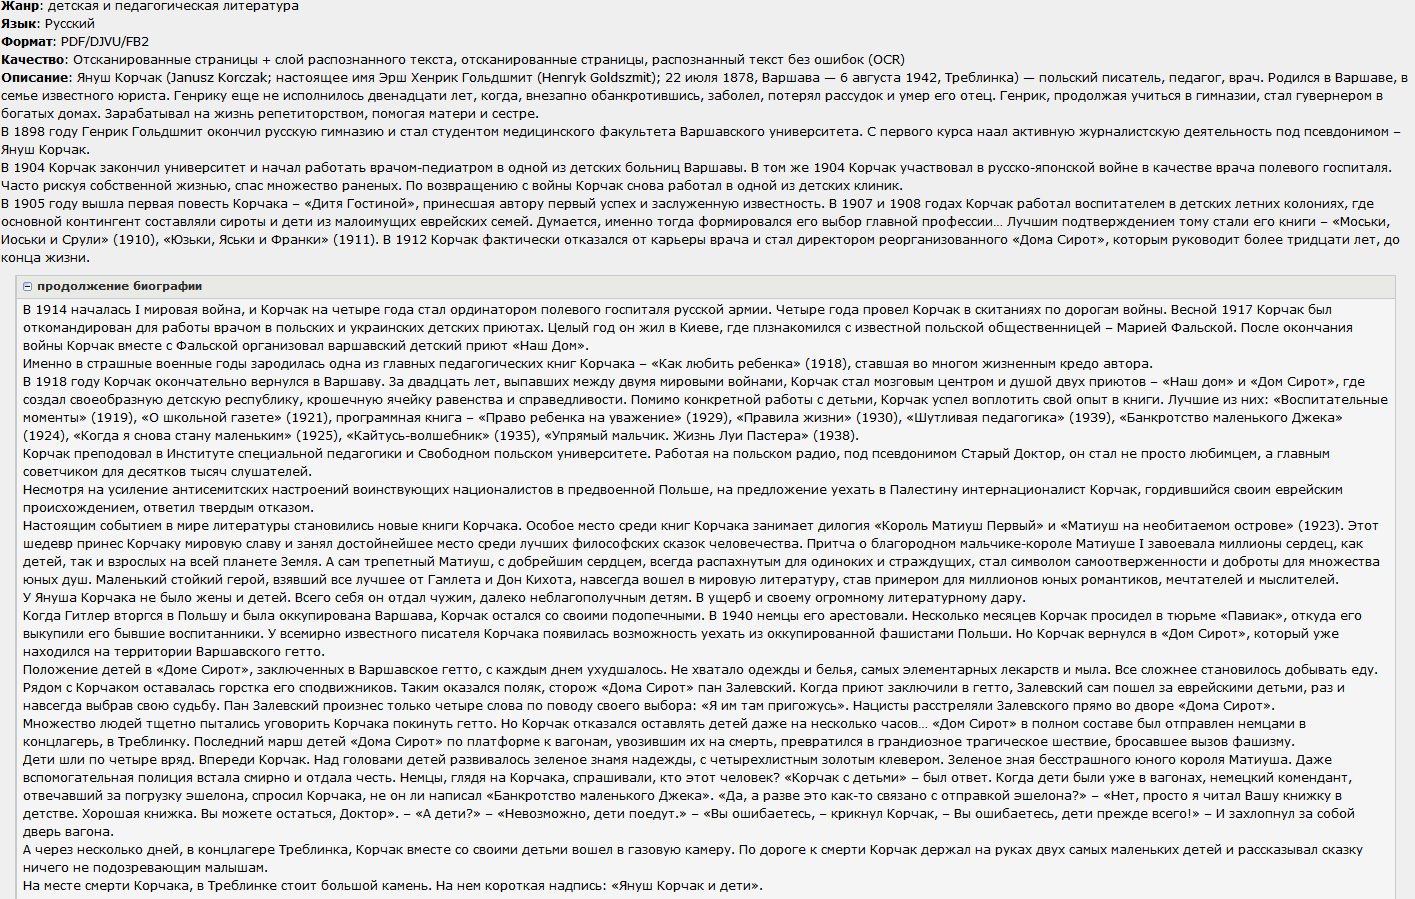 Жанр: детская и педагогическая литература
Язык: Русский
Формат: PDF/DJVU/FB2
Качество: Отсканированные страницы + слой распознанного текста, отсканированные страницы, распознанный текст без ошибок (OCR)
Описание: Януш Корчак (Janusz Korczak; настоящее имя Эрш Хенрик Гольдшмит (Henryk Goldszmit); 22 июля 1878, Варшава — 6 августа 1942, Треблинка) — польский писатель, педагог, врач. Родился в Варшаве, в
семье известного юриста. Генрику еще не исполнилось двенадцати лет, когда, внезапно обанкротившись, заболел, потерял рассудок и умер его отец. Генрик, продолжая учиться в гимназии, стал гувернером в
богатых домах. Зарабатывал на жизнь репетиторством, помогая матери и сестре.
В 1898 году Генрик Гольдшмит окончил русскую гимназию и стал студентом медицинского факультета Варшавского университета. С первого курса наал активную журналистскую деятельность под псевдонимом –
Януш Корчак.
В 1904 Корчак закончил университет и начал работать врачом-педиатром в одной из детских больниц Варшавы. В том же 1904 Корчак участвовал в русско-японской войне в качестве врача полевого госпиталя.
Часто рискуя собственной жизнью, спас множество раненых. По возвращению с войны Корчак снова работал в одной из детских клиник.
В 1905 году вышла первая повесть Корчака – «Дитя Гостиной», принесшая автору первый успех и заслуженную известность. В 1907 и 1908 годах Корчак работал воспитателем в детских летних колониях, где
основной контингент составляли сироты и дети из малоимущих еврейских семей. Думается, именно тогда формировался его выбор главной профессии… Лучшим подтверждением тому стали его книги – «Моськи,
Иоськи и Срули» (1910), «Юзьки, Яськи и Франки» (1911). В 1912 Корчак фактически отказался от карьеры врача и стал директором реорганизованного «Дома Сирот», которым руководит более тридцати лет, до
конца жизни.
продолжение биографии
В 1914 началась I мировая война, и Корчак на четыре года стал ординатором полевого госпиталя русской армии. Четыре года провел Корчак в скитаниях по дорогам войны. Весной 1917 Корчак был
откомандирован для работы врачом в польских и украинских детских приютах. Целый год он жил в Киеве, где плзнакомился с известной польской общественницей – Марией Фальской. После окончания
войны Корчак вместе с Фальской организовал варшавский детский приют «Наш Дом».
Именно в страшные военные годы зародилась одна из главных педагогических книг Корчака – «Как любить ребенка» (1918), ставшая во многом жизненным кредо автора.
В 1918 году Корчак окончательно вернулся в Варшаву. За двадцать лет, выпавших между двумя мировыми войнами, Корчак стал мозговым центром и душой двух приютов – «Наш дом» и «Дом Сирот», где
создал своеобразную детскую республику, крошечную ячейку равенства и справедливости. Помимо конкретной работы с детьми, Корчак успел воплотить свой опыт в книги. Лучшие из них: «Воспитательные
моменты» (1919), «О школьной газете» (1921), программная книга – «Право ребенка на уважение» (1929), «Правила жизни» (1930), «Шутливая педагогика» (1939), «Банкротство маленького Джека»
(1924), «Когда я снова стану маленьким» (1925), «Кайтусь-волшебник» (1935), «Упрямый мальчик. Жизнь Луи Пастера» (1938).
Корчак преподовал в Институте специальной педагогики и Свободном польском университете. Работая на польском радио, под псевдонимом Старый Доктор, он стал не просто любимцем, а главным
советчиком для десятков тысяч слушателей.
Несмотря на усиление антисемитских настроений воинствующих националистов в предвоенной Польше, на предложение уехать в Палестину интернационалист Корчак, гордившийся своим еврейским
происхождением, ответил твердым отказом.
Настоящим событием в мире литературы становились новые книги Корчака. Особое место среди книг Корчака занимает дилогия «Король Матиуш Первый» и «Матиуш на необитаемом острове» (1923). Этот
шедевр принес Корчаку мировую славу и занял достойнейшее место среди лучших философских сказок человечества. Притча о благородном мальчике-короле Матиуше I завоевала миллионы сердец, как
детей, так и взрослых на всей планете Земля. А сам трепетный Матиуш, с добрейшим сердцем, всегда распахнутым для одиноких и страждущих, стал символом самоотверженности и доброты для множества
юных душ. Маленький стойкий герой, взявший все лучшее от Гамлета и Дон Кихота, навсегда вошел в мировую литературу, став примером для миллионов юных романтиков, мечтателей и мыслителей.
У Януша Корчака не было жены и детей. Всего себя он отдал чужим, далеко неблагополучным детям. В ущерб и своему огромному литературному дару.
Когда Гитлер вторгся в Польшу и была оккупирована Варшава, Корчак остался со своими подопечными. В 1940 немцы его арестовали. Несколько месяцев Корчак просидел в тюрьме «Павиак», откуда его
выкупили его бывшие воспитанники. У всемирно известного писателя Корчака появилась возможность уехать из оккупированной фашистами Польши. Но Корчак вернулся в «Дом Сирот», который уже
находился на территории Варшавского гетто.
Положение детей в «Доме Сирот», заключенных в Варшавское гетто, с каждым днем ухудшалось. Не хватало одежды и белья, самых элементарных лекарств и мыла. Все сложнее становилось добывать еду.
Рядом с Корчаком оставалась горстка его сподвижников. Таким оказался поляк, сторож «Дома Сирот» пан Залевский. Когда приют заключили в гетто, Залевский сам пошел за еврейскими детьми, раз и
навсегда выбрав свою судьбу. Пан Залевский произнес только четыре слова по поводу своего выбора: «Я им там пригожусь». Нацисты расстреляли Залевского прямо во дворе «Дома Сирот».
Множество людей тщетно пытались уговорить Корчака покинуть гетто. Но Корчак отказался оставлять детей даже на несколько часов… «Дом Сирот» в полном составе был отправлен немцами в
концлагерь, в Треблинку. Последний марш детей «Дома Сирот» по платформе к вагонам, увозившим их на смерть, превратился в грандиозное трагическое шествие, бросавшее вызов фашизму.
Дети шли по четыре вряд. Впереди Корчак. Над головами детей развивалось зеленое знамя надежды, с четырехлистным золотым клевером. Зеленое зная бесстрашного юного короля Матиуша. Даже
вспомогательная полиция встала смирно и отдала честь. Немцы, глядя на Корчака, спрашивали, кто этот человек? «Корчак с детьми» – был ответ. Когда дети были уже в вагонах, немецкий комендант,
отвечавший за погрузку эшелона, спросил Корчака, не он ли написал «Банкротство маленького Джека». «Да, а разве это как-то связано с отправкой эшелона?» – «Нет, просто я читал Вашу книжку в
детстве. Хорошая книжка. Вы можете остаться, Доктор». – «А дети?» – «Невозможно, дети поедут.» – «Вы ошибаетесь, – крикнул Корчак, – Вы ошибаетесь, дети прежде всего!» – И захлопнул за собой
дверь вагона.
А через несколько дней, в концлагере Треблинка, Корчак вместе со своими детьми вошел в газовую камеру. По дороге к смерти Корчак держал на руках двух самых маленьких детей и рассказывал сказку
ничего не подозревающим малышам.
На месте смерти Корчака, в Треблинке стоит большой камень. На нем короткая надпись: «Януш Корчак и дети».